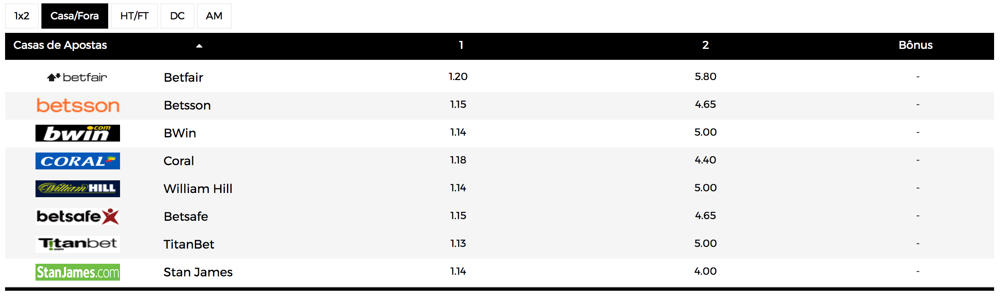 1x2 Casa/Fora HT/FT DC AM
Casas de Apostas 1 2 Bônus
betfair Betfair 1.20 5.80 -
betsson Betsson 1.15 4.65 -
bwin.com BWin 1.14 5.00 -
CORAL Coral 1.18 4.40 -
William HILL William Hill 1.14 5.00 -
betsafe Betsafe 1.15 4.65 -
Titanbet.com TitanBet 1.13 5.00 -
StanJames.com Stan James 1.14 4.00 -